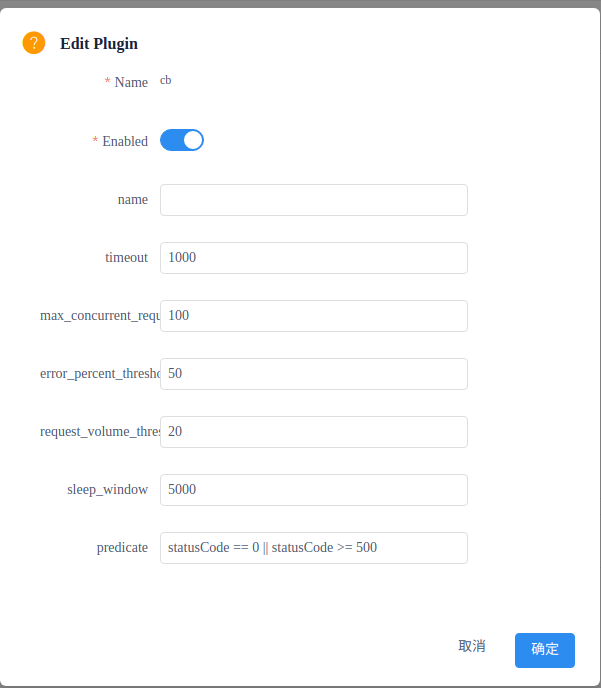 ? Edit Plugin
* Name cb
* Enabled
name
timeout 1000
max_concurrent_requ 100
error_percent_thresho 50
request_volume_thres 20
sleep_window 5000
predicate statusCode == 0 || statusCode >= 500
取消 确定